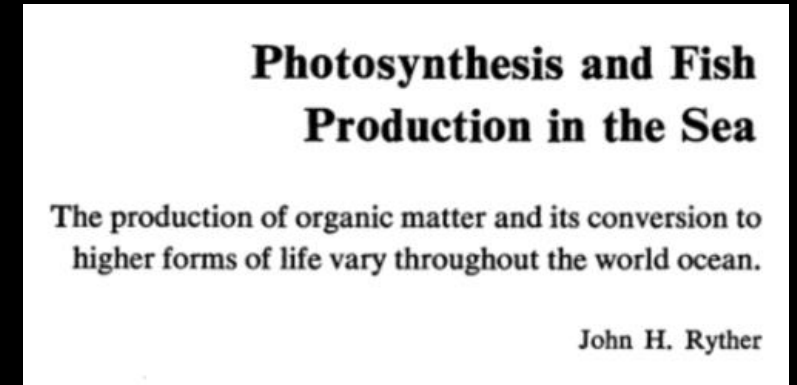 Photosynthesis and Fish
Production in the Sea
The production of organic matter and its conversion to
higher forms of life vary throughout the world ocean.
John H. Ryther